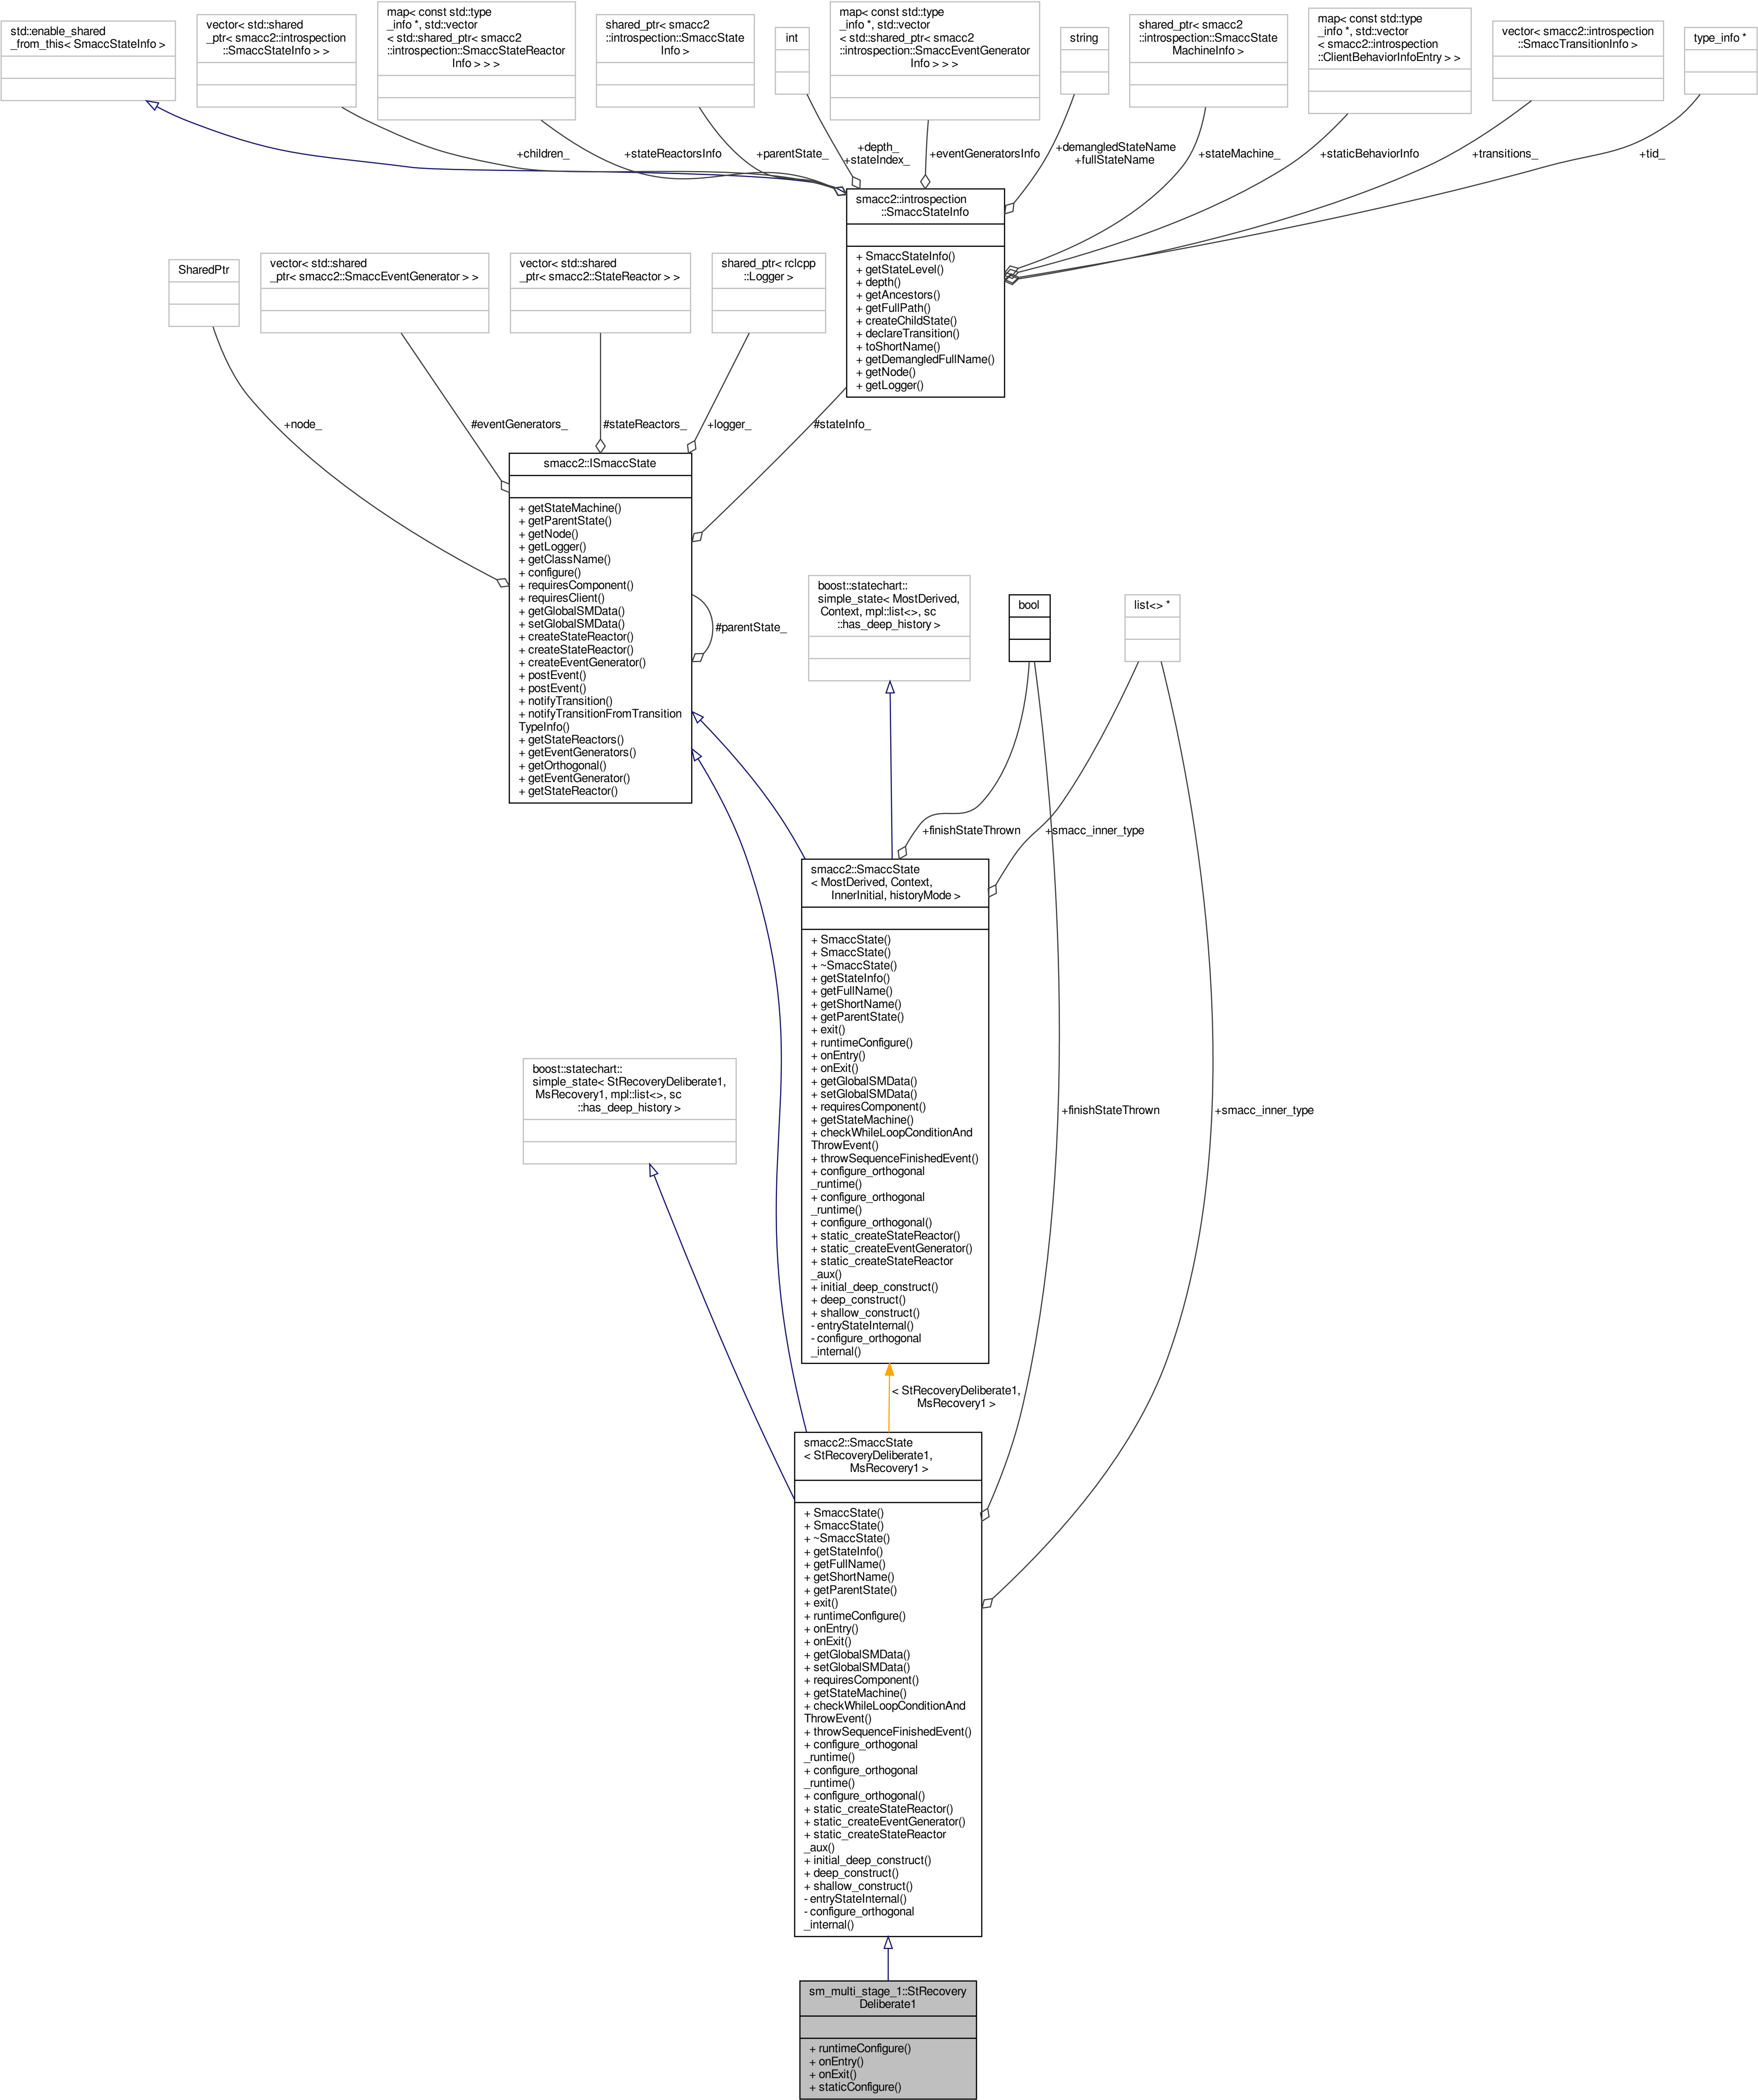 std::enable_shared
_from_this< SmaccStateInfo >
vector< std::shared
_ptr< smacc2::introspection
::SmaccStateInfo > >
map< const std::type
_info *, std::vector
< std::shared_ptr< smacc2
::introspection::SmaccStateReactor
Info > > >
shared_ptr< smacc2
::introspection::SmaccState
Info >
int
map< const std::type
_info *, std::vector
< std::shared_ptr< smacc2
::introspection::SmaccEventGenerator
Info > > >
string
shared_ptr< smacc2
::introspection::SmaccState
MachineInfo >
map< const std::type
_info *, std::vector
< smacc2::introspection
::ClientBehaviorInfoEntry > >
vector< smacc2::introspection
::SmaccTransitionInfo >
type_info *
+children_
+stateReactorsInfo
+parentState_
+depth_
+stateIndex_
+eventGeneratorsInfo
+demangledStateName
+fullStateName
+stateMachine_
+staticBehaviorInfo
+transitions_
+tid_
smacc2::introspection
::SmaccStateInfo
+ SmaccStateInfo()
+ getStateLevel()
+ depth()
+ getAncestors()
+ getFullPath()
+ createChildState()
+ declareTransition()
+ toShortName()
+ getDemangledFullName()
+ getNode()
+ getLogger()
SharedPtr
vector< std::shared
_ptr< smacc2::SmaccEventGenerator > >
vector< std::shared
_ptr< smacc2::StateReactor > >
shared_ptr< rclcpp
::Logger >
+node_
#eventGenerators_
#stateReactors_
+logger_
#stateInfo_
smacc2::ISmaccState
+ getStateMachine()
+ getParentState()
+ getNode()
+ getLogger()
+ getClassName()
+ configure()
+ requiresComponent()
+ requiresClient()
+ getGlobalSMData()
+ setGlobalSMData()
+ createStateReactor()
+ createStateReactor()
+ createEventGenerator()
+ postEvent()
+ postEvent()
+ notifyTransition()
+ notifyTransitionFromTransition
TypeInfo()
+ getStateReactors()
+ getEventGenerators()
+ getOrthogonal()
+ getEventGenerator()
+ getStateReactor()
#parentState_
boost::statechart::
simple_state< MostDerived,
Context, mpl::list<>, sc
::has_deep_history >
bool
list<> *
+finishStateThrown
+smacc_inner_type
smacc2::SmaccState
< MostDerived, Context,
InnerInitial, historyMode >
+ SmaccState()
+ SmaccState()
+ ~SmaccState()
+ getStateInfo()
+ getFullName()
+ getShortName()
+ getParentState()
+ exit()
+ runtimeConfigure()
+ onEntry()
+ onExit()
+ getGlobalSMData()
+ setGlobalSMData()
+ requiresComponent()
+ getStateMachine()
+ checkWhileLoopConditionAnd
ThrowEvent()
+ throwSequenceFinishedEvent()
+ configure_orthogonal
_runtime()
+ configure_orthogonal
_runtime()
+ configure_orthogonal()
+ static_createStateReactor()
+ static_createEventGenerator()
+ static_createStateReactor
_aux()
+ initial_deep_construct()
+ deep_construct()
+ shallow_construct()
- entryStateInternal()
- configure_orthogonal
_internal()
boost::statechart::
simple_state< StRecoveryDeliberate1,
MsRecovery1, mpl::list<>, sc
::has_deep_history >
+finishStateThrown
+smacc_inner_type
< StRecoveryDeliberate1,
MsRecovery1 >
smacc2::SmaccState
< StRecoveryDeliberate1,
MsRecovery1 >
+ SmaccState()
+ SmaccState()
+ ~SmaccState()
+ getStateInfo()
+ getFullName()
+ getShortName()
+ getParentState()
+ exit()
+ runtimeConfigure()
+ onEntry()
+ onExit()
+ getGlobalSMData()
+ setGlobalSMData()
+ requiresComponent()
+ getStateMachine()
+ checkWhileLoopConditionAnd
ThrowEvent()
+ throwSequenceFinishedEvent()
+ configure_orthogonal
_runtime()
+ configure_orthogonal
_runtime()
+ configure_orthogonal()
+ static_createStateReactor()
+ static_createEventGenerator()
+ static_createStateReactor
_aux()
+ initial_deep_construct()
+ deep_construct()
+ shallow_construct()
- entryStateInternal()
- configure_orthogonal
_internal()
sm_multi_stage_1::StRecovery
Deliberate1
+ runtimeConfigure()
+ onEntry()
+ onExit()
+ staticConfigure()